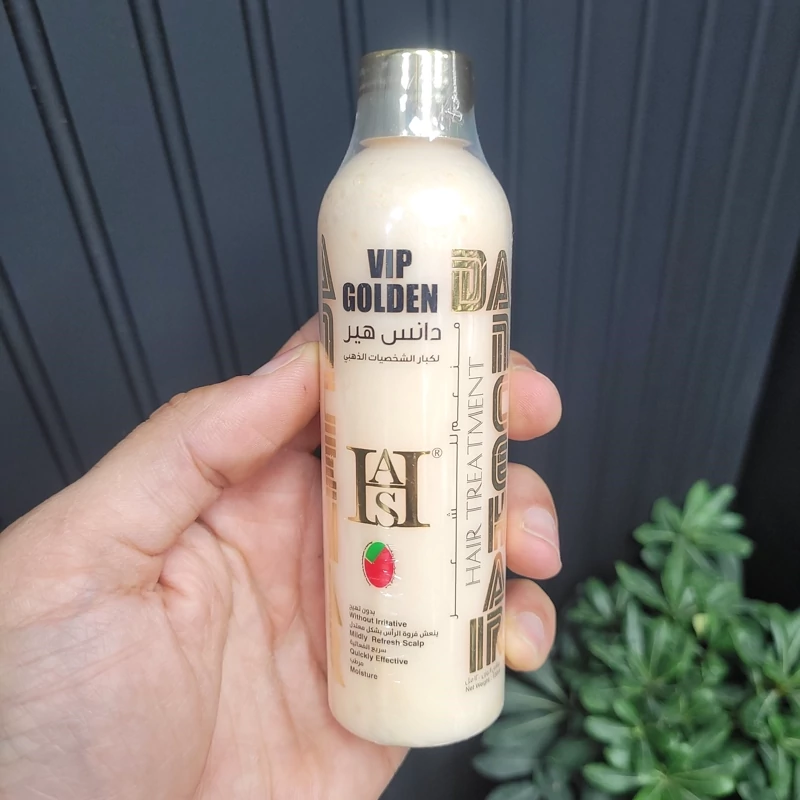 VIP
GOLDEN
دانس هير
لكبار الشخصيات الذهبي
HAS®
بدون تهيج
Without Irritative
ينعش فروة الرأس بشكل معتدل
Mildly Refresh Scalp
سريع الفعالية
Quickly Effective
مرطب
Moisture
HAIR TREATMENT
DANCE HAIR
Net Weight